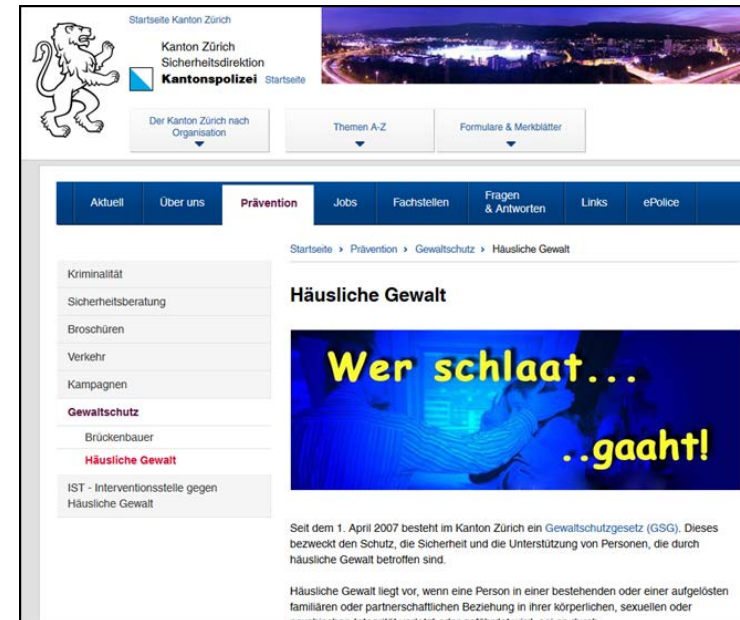 Startseite Kanton Zürich
Kanton Zürich
Sicherheitsdirektion
Kantonspolizei Startseite
Der Kanton Zürich nach
Organisation
Themen A-Z
Formulare & Merkblätter
Aktuell
Über uns
Prävention
Jobs
Fachstellen
Fragen
& Antworten
Links
ePolice
Startseite > Prävention > Gewaltschutz > Häusliche Gewalt
Kriminalität
Sicherheitsberatung
Broschüren
Verkehr
Kampagnen
Gewaltschutz
Brückenbauer
Häusliche Gewalt
IST - Interventionsstelle gegen
Häusliche Gewalt
Häusliche Gewalt
Wer schlaat...
..gaaht!
Seit dem 1. April 2007 besteht im Kanton Zürich ein Gewaltschutzgesetz (GSG). Dieses
bezweckt den Schutz, die Sicherheit und die Unterstützung von Personen, die durch
häusliche Gewalt betroffen sind.
Häusliche Gewalt liegt vor, wenn eine Person in einer bestehenden oder einer aufgelösten
familiären oder partnerschaftlichen Beziehung in ihrer körperlichen, sexuellen oder